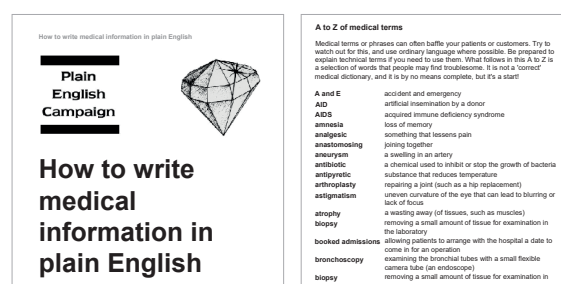 How to write medical information in plain English
Plain
English
Campaign
How to write
medical
information in
plain English
A to Z of medical terms
Medical terms or phrases can often baffle your patients or customers. Try to
watch out for this, and use ordinary language where possible. Be prepared to
explain technical terms if you need to use them. What follows in this A to Z is
a selection of words that people may find troublesome. It is not a 'correct'
medical dictionary, and it is by no means complete, but it's a start!
A and E accident and emergency
AID artificial insemination by a donor
AIDS acquired immune deficiency syndrome
amnesia loss of memory
analgesic something that lessens pain
anastomosing joining together
aneurysm a swelling in an artery
antibiotic a chemical used to inhibit or stop the growth of bacteria
antipyretic substance that reduces temperature
arthroplasty repairing a joint (such as a hip replacement)
astigmatism uneven curvature of the eye that can lead to blurring or
lack of focus
atrophy a wasting away (of tissues, such as muscles)
biopsy removing a small amount of tissue for examination in
the laboratory
booked admissions allowing patients to arrange with the hospital a date to
come in for an operation
bronchoscopy examining the bronchial tubes with a small flexible
camera tube (an endoscope)
biopsy removing a small amount of tissue for examination in